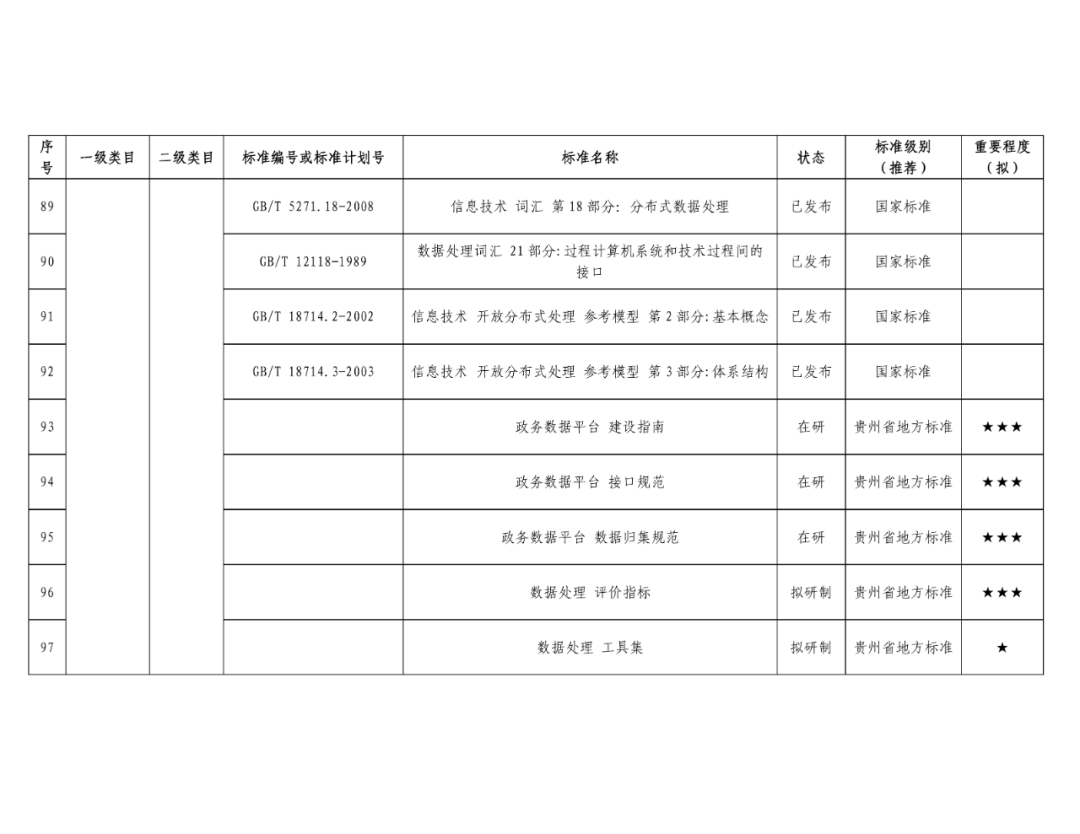 序号 一级类目 二级类目 标准编号或标准计划号 标准名称 状态 标准级别（推荐） 重要程度（拟）
89 GB/T 5271.18-2008 信息技术 词汇 第 18 部分：分布式数据处理 已发布 国家标准
90 GB/T 12118-1989 数据处理词汇 21 部分：过程计算机系统和技术过程间的接口 已发布 国家标准
91 GB/T 18714.2-2002 信息技术 开放分布式处理 参考模型 第 2 部分：基本概念 已发布 国家标准
92 GB/T 18714.3-2003 信息技术 开放分布式处理 参考模型 第 3 部分：体系结构 已发布 国家标准
93 政务数据平台 建设指南 在研 贵州省地方标准 ★★★
94 政务数据平台 接口规范 在研 贵州省地方标准 ★★★
95 政务数据平台 数据归集规范 在研 贵州省地方标准 ★★★
96 数据处理 评价指标 拟研制 贵州省地方标准 ★★★
97 数据处理 工具集 拟研制 贵州省地方标准 ★